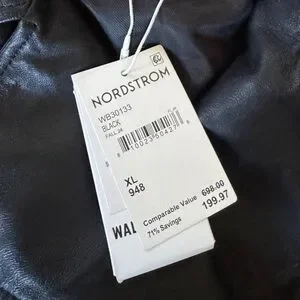 NORDSTROM
WB30133
BLACK
FALL 24
XL
948
Comparable Value 698.00
71% Savings 199.97
WAL